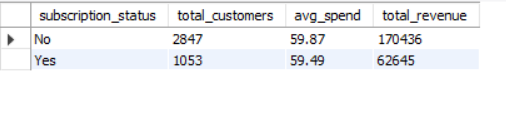 subscription_status total_customers avg_spend total_revenue
No 2847 59.87 170436
Yes 1053 59.49 62645